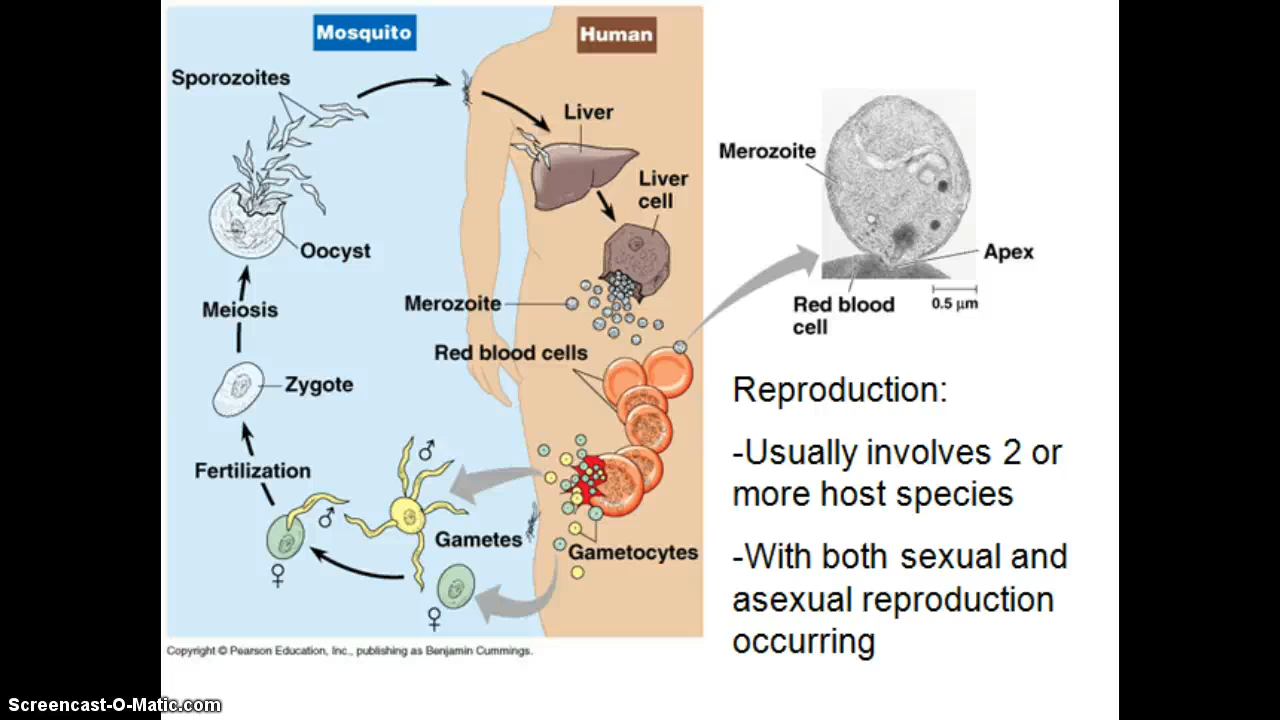 Mosquito
Human
Sporozoites
Liver
Liver
cell
Oocyst
Meiosis
Merozoite
Red blood cells
Zygote
Fertilization
♂
♂
Gametes
Gametocytes
♀
♀
Merozoite
Apex
Red blood
cell
0.5 µm
Reproduction:
-Usually involves 2 or
more host species
-With both sexual and
asexual reproduction
occurring
Copyright © Pearson Education, Inc., publishing as Benjamin Cummings.
Screencast-O-Matic.com